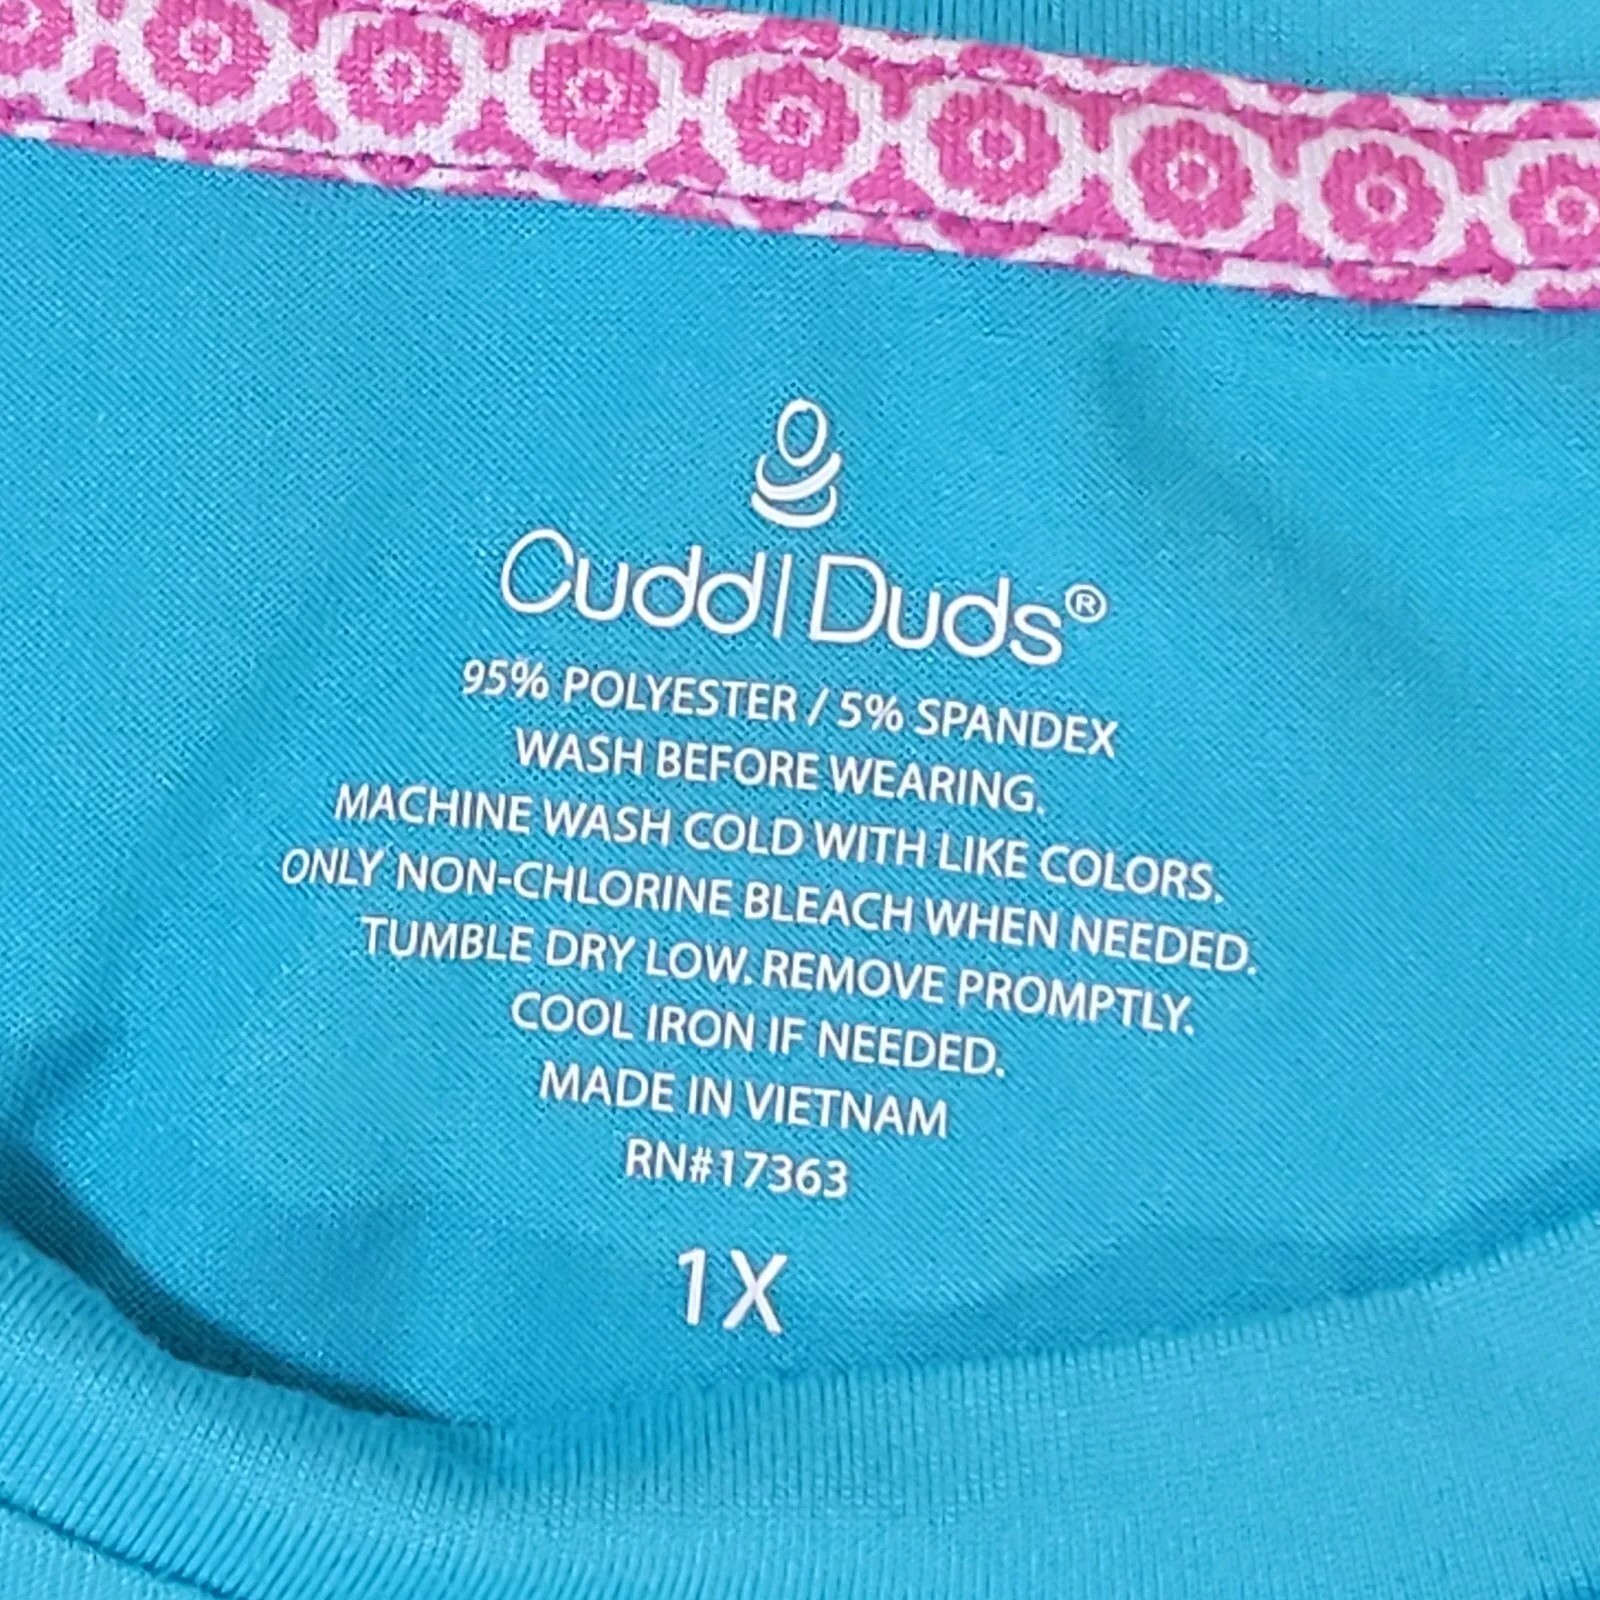 Cuddl Duds®
95% POLYESTER / 5% SPANDEX
WASH BEFORE WEARING.
MACHINE WASH COLD WITH LIKE COLORS.
ONLY NON-CHLORINE BLEACH WHEN NEEDED.
TUMBLE DRY LOW. REMOVE PROMPTLY.
COOL IRON IF NEEDED.
MADE IN VIETNAM
RN#17363
1X